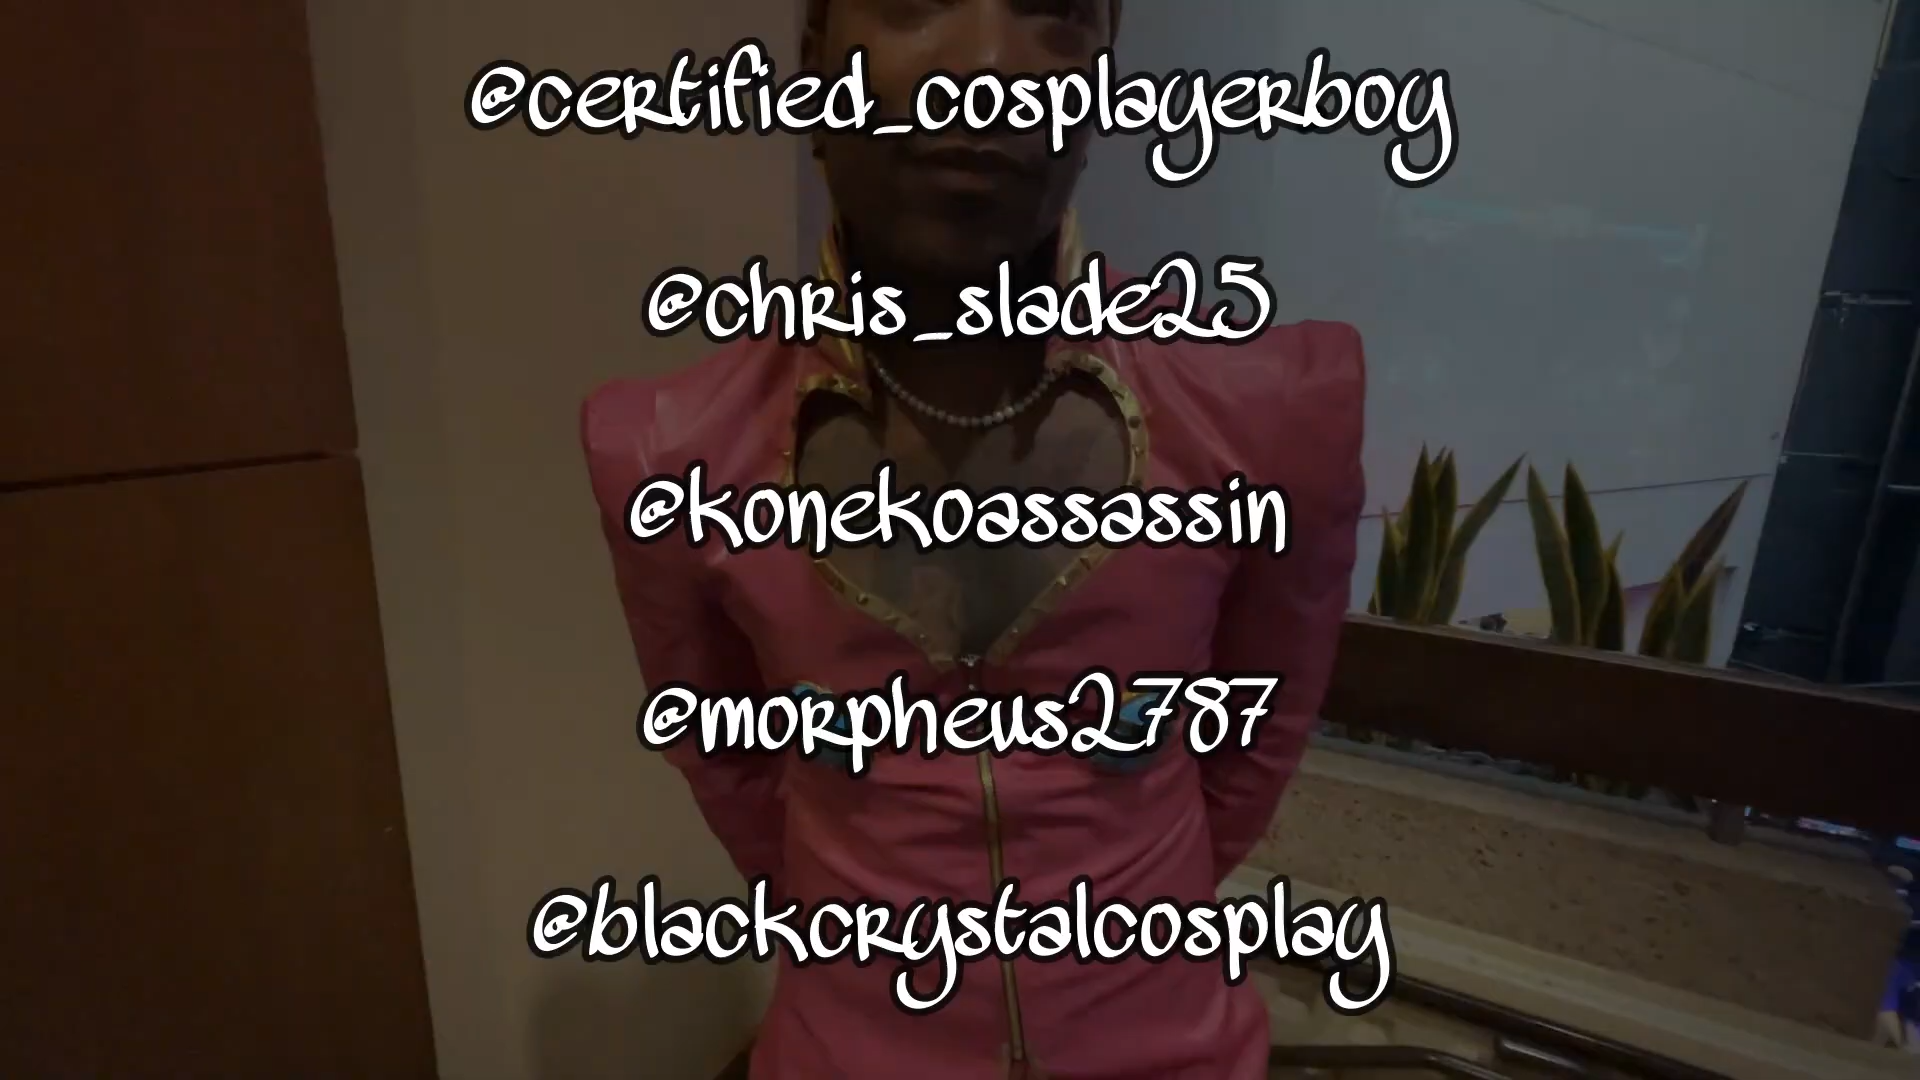 @certified_cosplayerboy
@chris_slade25
@konekoassassin
@morpheus2787
@blackcrystalcosplay